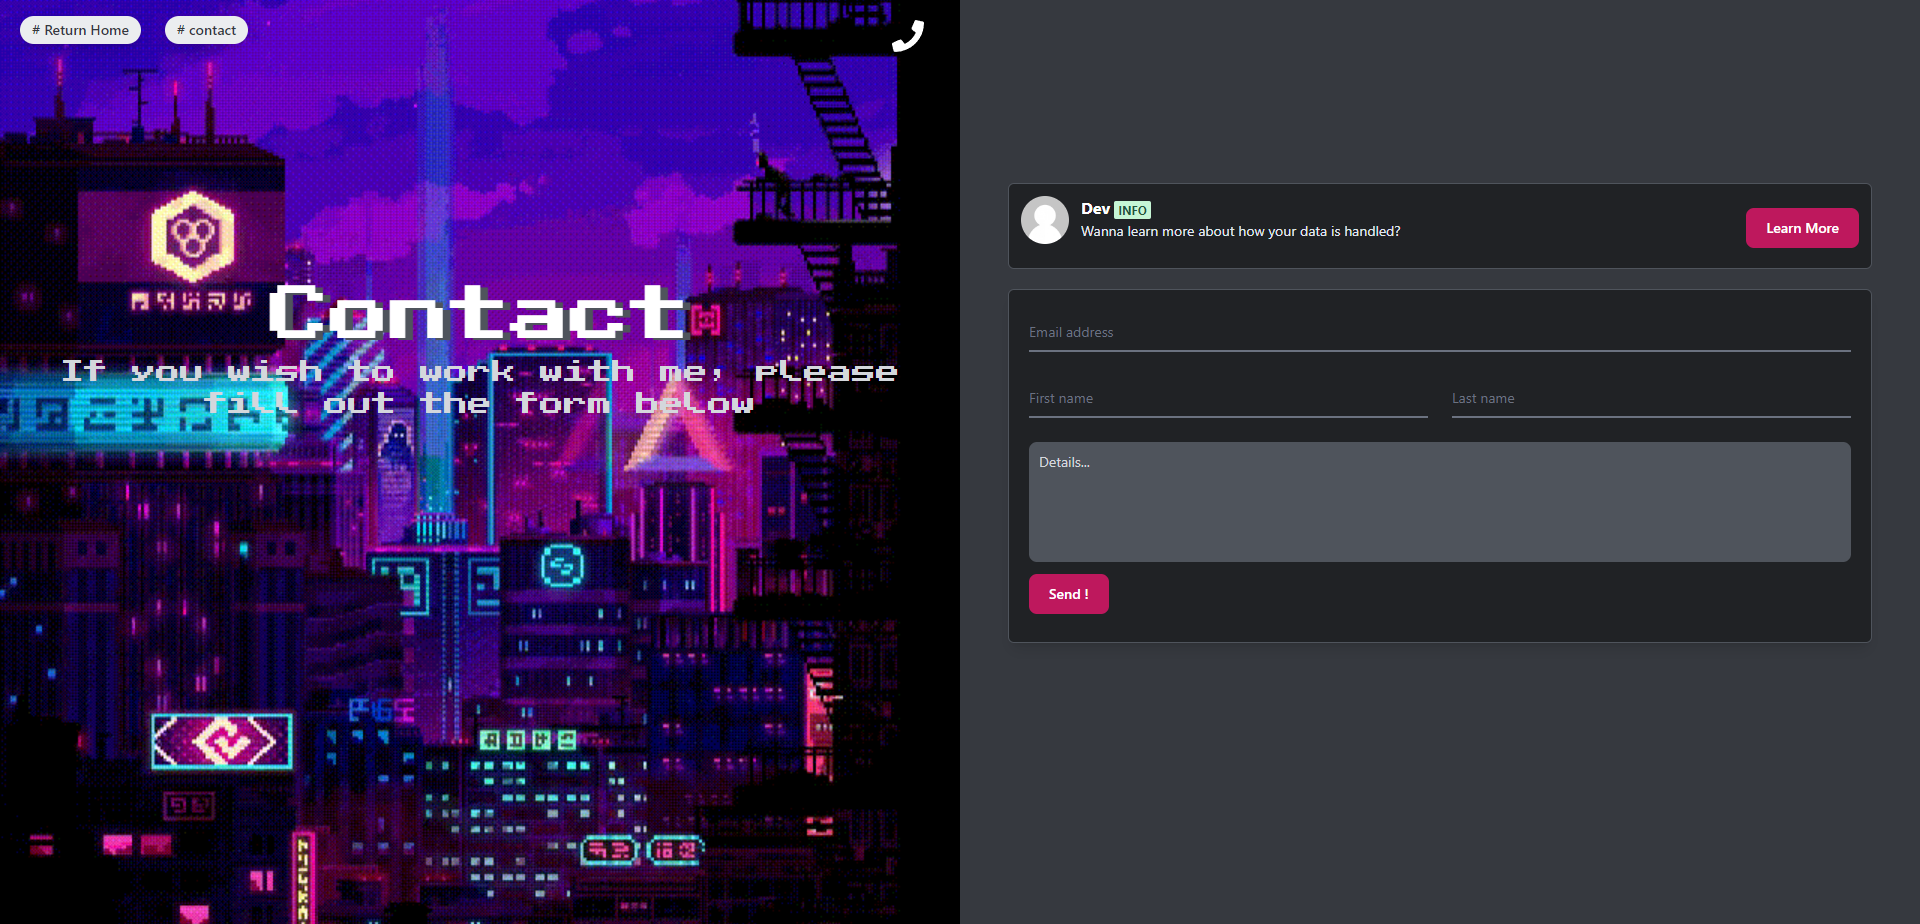 # Return Home
# contact
Contact
If you wish to work with me, please
fill out the form below
Dev INFO
Wanna learn more about how your data is handled?
Learn More
Email address
First name
Last name
Details...
Send !